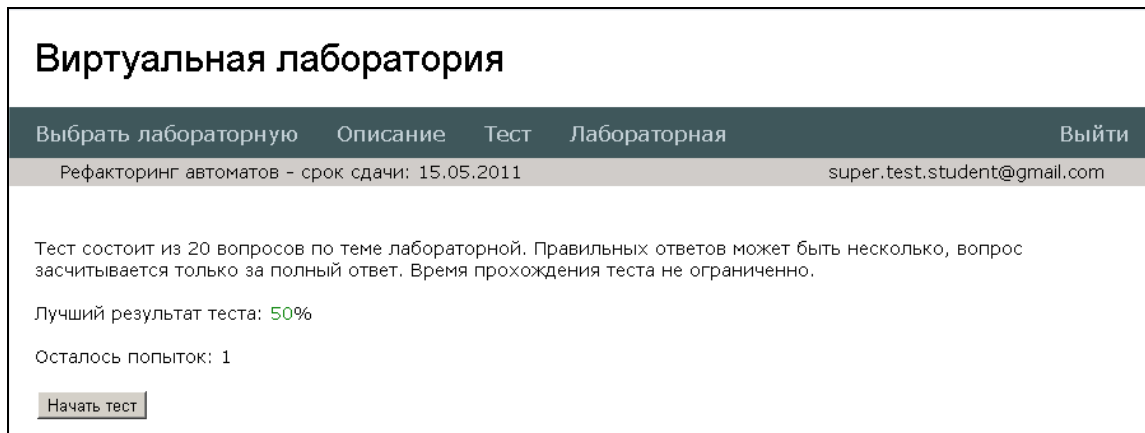 Виртуальная лаборатория
Выбрать лабораторную Описание Тест Лабораторная Выйти
Рефакторинг автоматов - срок сдачи: 15.05.2011 super.test.student@gmail.com
Тест состоит из 20 вопросов по теме лабораторной. Правильных ответов может быть несколько, вопрос
засчитывается только за полный ответ. Время прохождения теста не ограниченно.
Лучший результат теста: 50%
Осталось попыток: 1
Начать тест